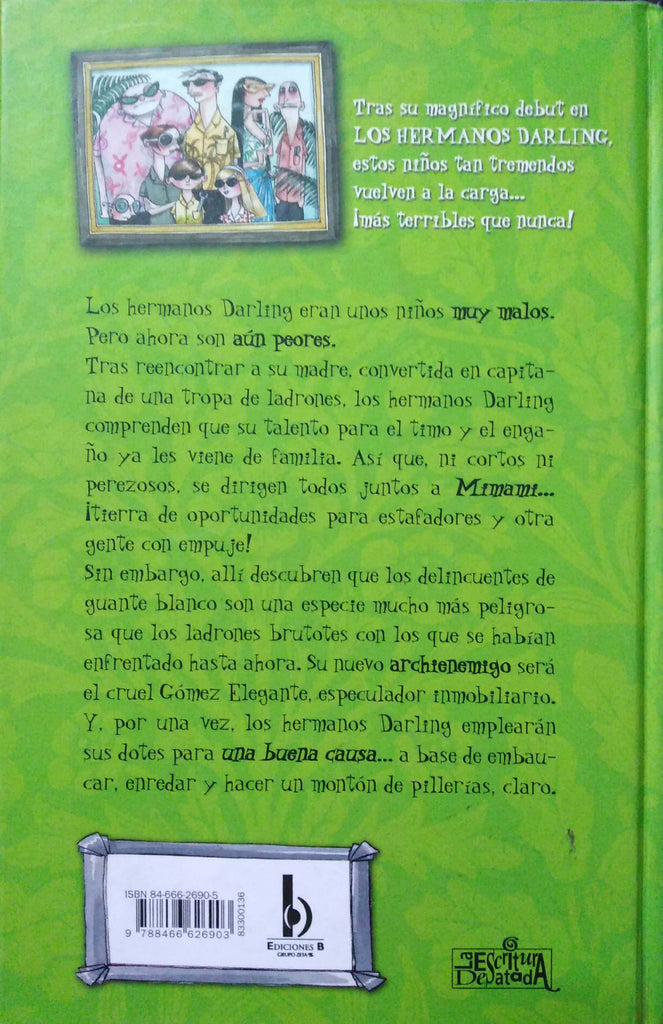 Tras su magnífico debut en
LOS HERMANOS DARLING,
estos niños tan tremendos
vuelven a la carga...
¡más terribles que nunca!
Los hermanos Darling eran unos niños muy malos.
Pero ahora son aún peores.
Tras reencontrar a su madre, convertida en capita-
na de una tropa de ladrones, los hermanos Darling
comprenden que su talento para el timo y el enga-
ño ya les viene de familia. Así que, ni cortos ni
perezosos, se dirigen todos juntos a Mimami...
¡tierra de oportunidades para estafadores y otra
gente con empuje!
Sin embargo, allí descubren que los delincuentes de
guante blanco son una especie mucho más peligro-
sa que los ladrones brutotes con los que se habían
enfrentado hasta ahora. Su nuevo archienemigo será
el cruel Gómez Elegante, especulador inmobiliario.
Y, por una vez, los hermanos Darling emplearán
sus dotes para una buena causa... a base de embau-
car, enredar y hacer un montón de pillerías, claro.
ISBN 84-666-2690-5
9 788466 626903
83300136
b
EDICIONES B
GRUPO ZETA
La
EScritura
Desatada